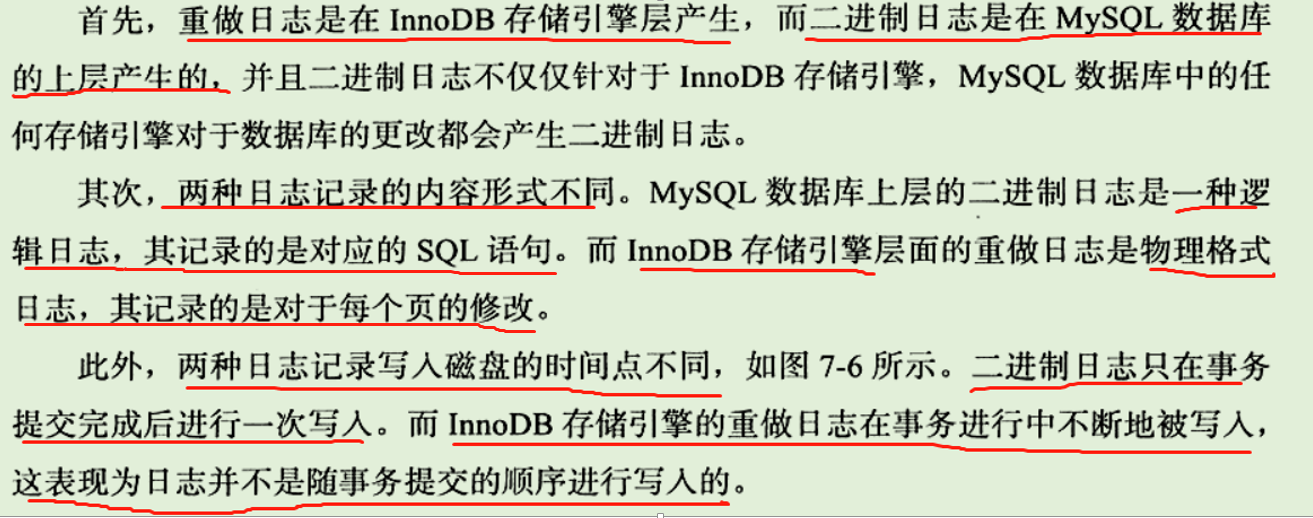 首先，重做日志是在 InnoDB 存储引擎层产生，而二进制日志是在 MySQL 数据库
的上层产生的，并且二进制日志不仅仅针对于 InnoDB 存储引擎，MySQL 数据库中的任
何存储引擎对于数据库的更改都会产生二进制日志。
其次，两种日志记录的内容形式不同。MySQL 数据库上层的二进制日志是一种逻
辑日志，其记录的是对应的 SQL 语句。而 InnoDB 存储引擎层面的重做日志是物理格式
日志，其记录的是对于每个页的修改。
此外，两种日志记录写入磁盘的时间点不同，如图 7-6 所示。二进制日志只在事务
提交完成后进行一次写入。而 InnoDB 存储引擎的重做日志在事务进行中不断地被写入，
这表现为日志并不是随事务提交的顺序进行写入的。